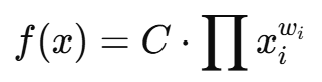 f(x) = C · ∏ x_i^{w_i}